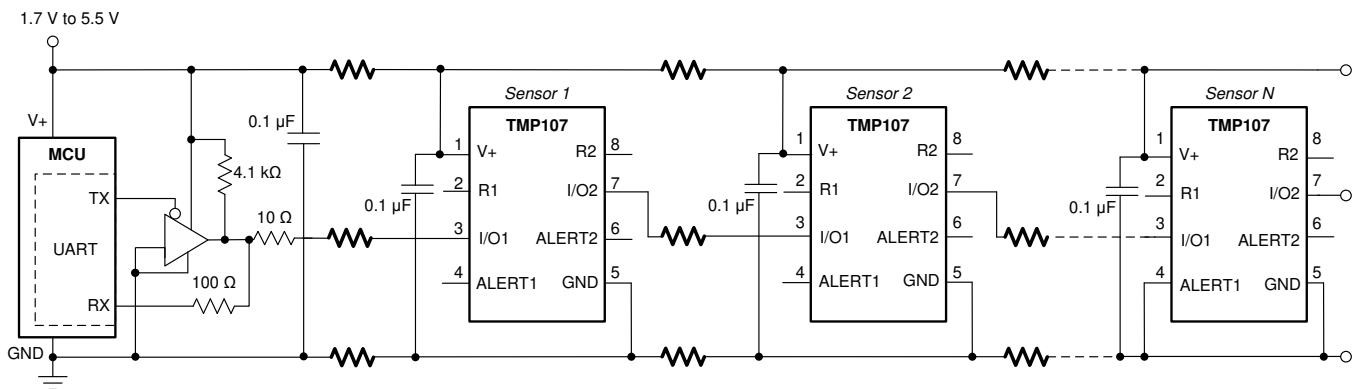 1.7 V to 5.5 V
V+
MCU
TX
UART
RX
GND
4.1 kΩ
10 Ω
100 Ω
0.1 µF
Sensor 1
TMP107
1
V+
2
R1
3
I/O1
4
ALERT1
R2
8
I/O2
7
ALERT2
6
GND
5
0.1 µF
Sensor 2
TMP107
1
V+
2
R1
3
I/O1
4
ALERT1
R2
8
I/O2
7
ALERT2
6
GND
5
0.1 µF
Sensor N
TMP107
1
V+
2
R1
3
I/O1
4
ALERT1
R2
8
I/O2
7
ALERT2
6
GND
5
0.1 µF